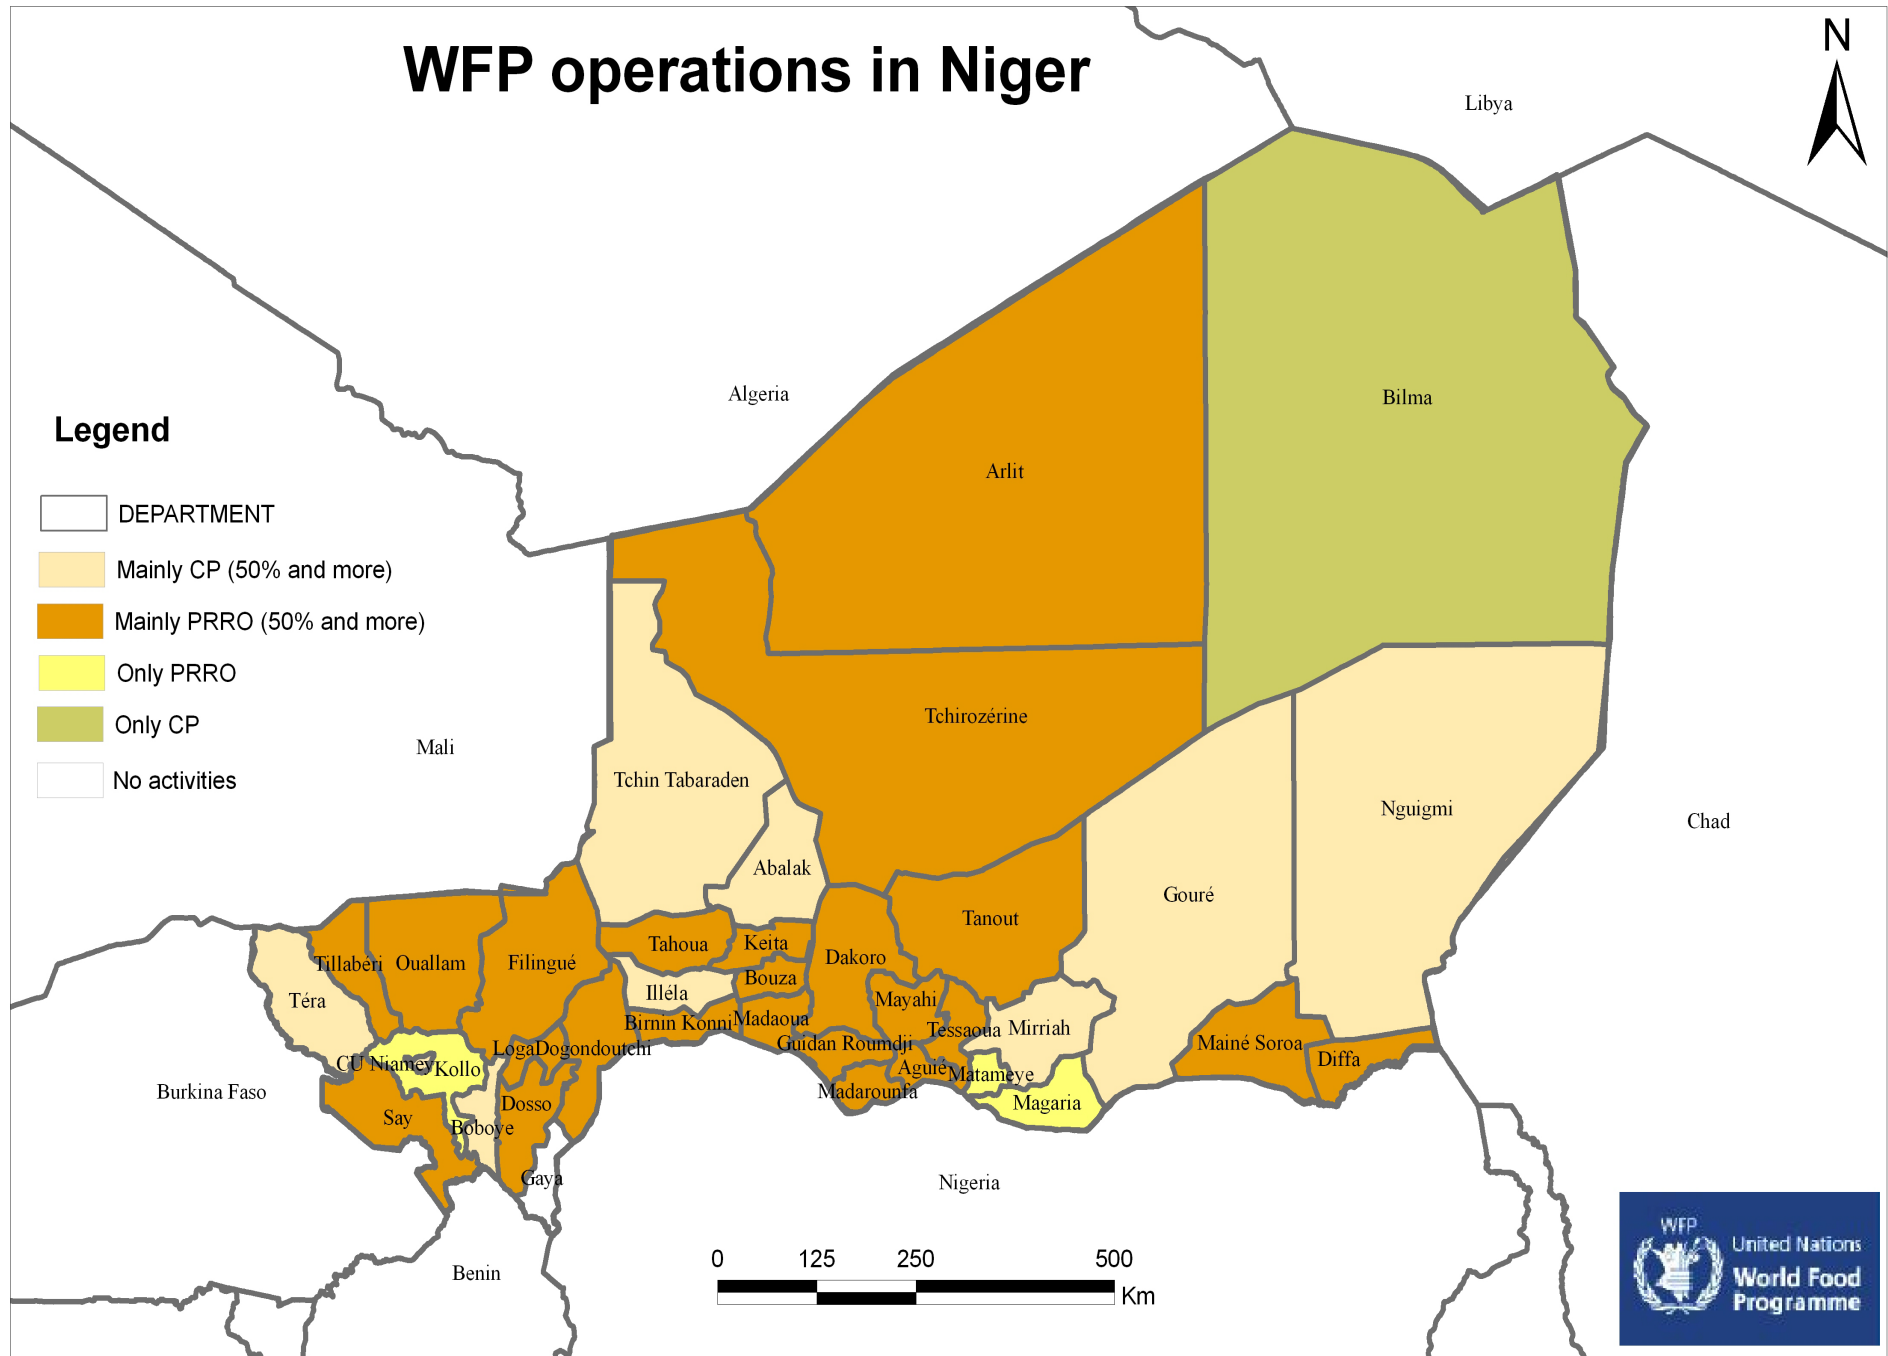 WFP operations in Niger
N
Libya
Algeria
Bilma
Arlit
Legend
DEPARTMENT
Mainly CP (50% and more)
Mainly PRRO (50% and more)
Only PRRO
Only CP
No activities
Tchirozérine
Mali
Tchin Tabaraden
Nguigmi
Chad
Abalak
Gouré
Tanout
Tahoua
Keita
Dakoro
Tillabéri
Ouallam
Filingué
Bouza
Illéla
Mayahi
Téra
Birnin Konni
Madaoua
Tessaoua
Mirriah
Guidan Roumdji
Mainé Soroa
Loga
Dogondoutchi
Diffa
CU Niamey
Kollo
Aguié
Matameye
Burkina Faso
Madarounfa
Magaria
Say
Dosso
Boboye
Gaya
Nigeria
Benin
0 125 250 500
Km
WFP
United Nations
World Food
Programme